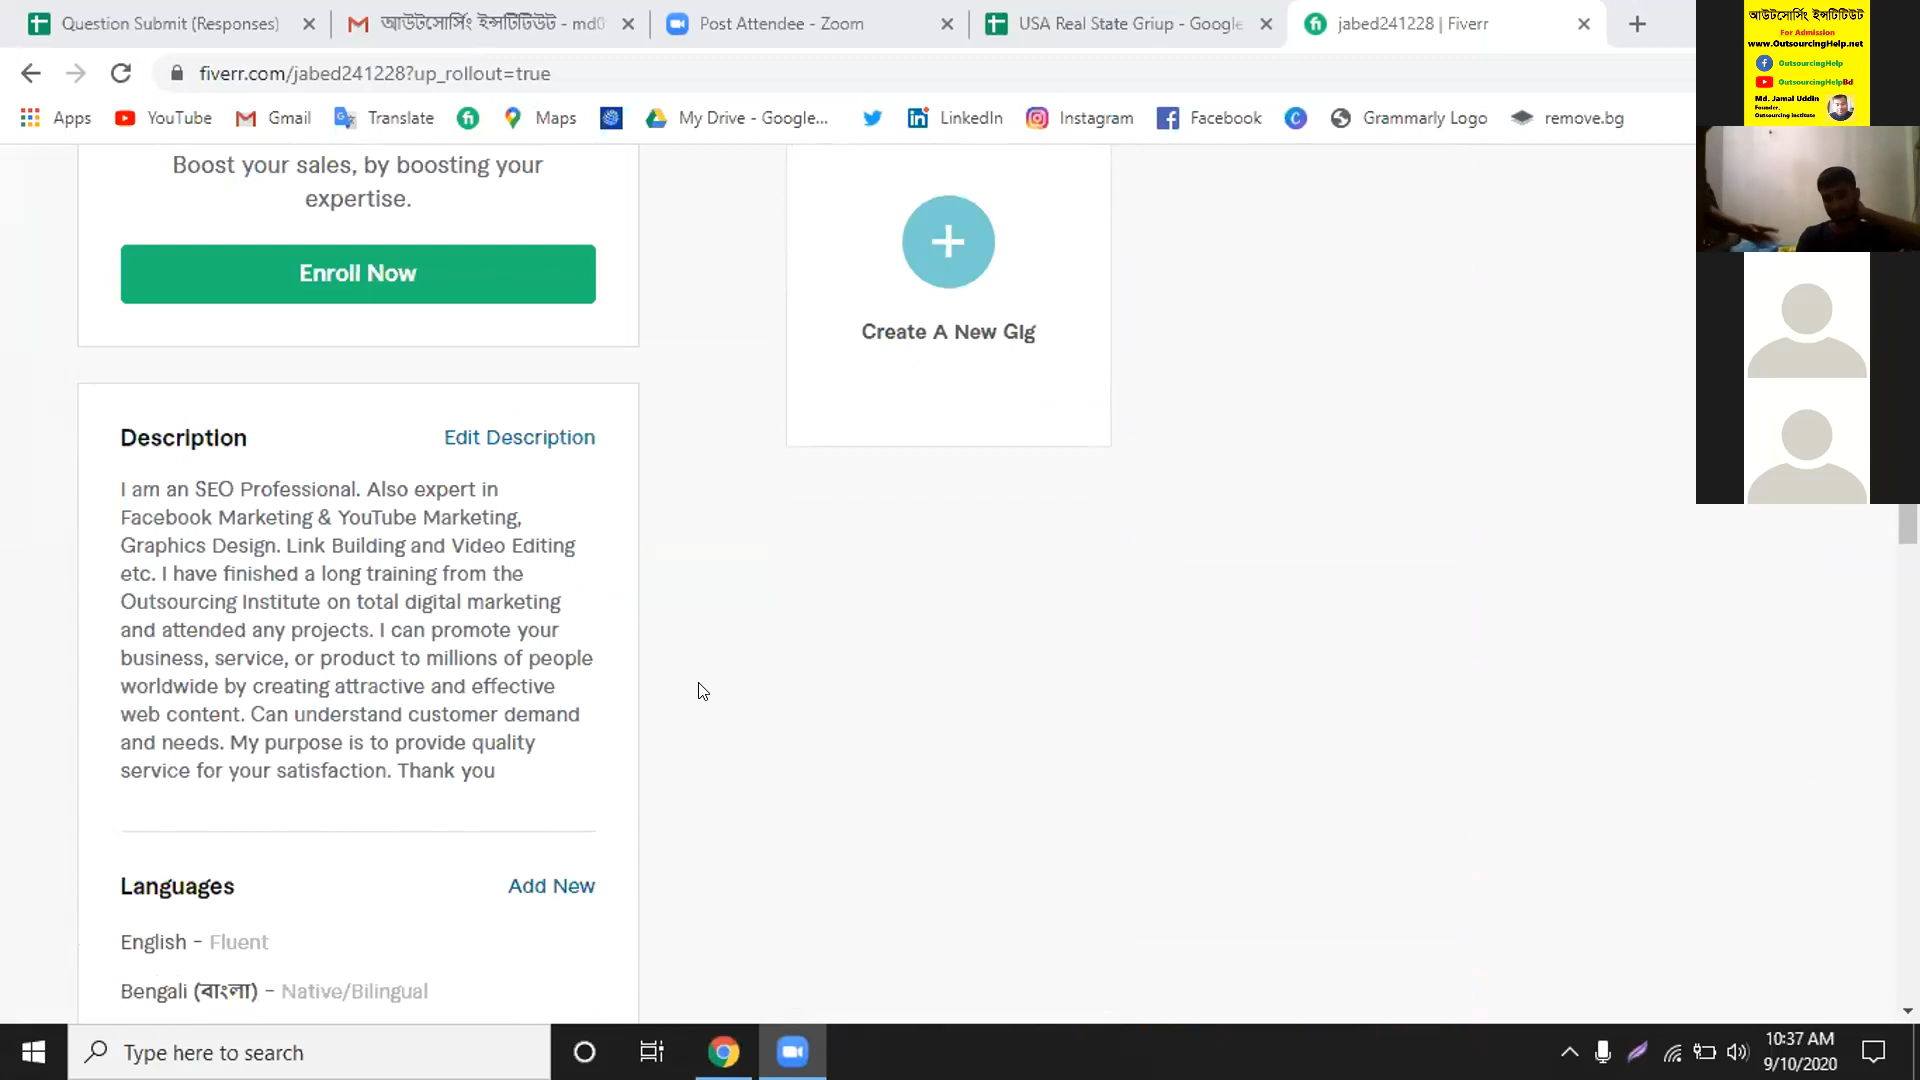 Question Submit (Responses)
আউটসোর্সিং ইন্সটিটিউট - md0
Post Attendee - Zoom
USA Real State Griup - Google
jabed241228 | Fiverr
fiverr.com/jabed241228?up_rollout=true
Apps
YouTube
Gmail
Translate
Maps
My Drive - Google...
LinkedIn
Instagram
Facebook
Grammarly Logo
remove.bg
আউটসোর্সিং ইন্সটিটিউট
For Admission
www.OutsourcingHelp.net
OutsourcingHelp
OutsourcingHelpBd
Md. Jamal Uddin
Founder,
Outsourcing Institute
Boost your sales, by boosting your
expertise.
Enroll Now
Create A New Gig
Description
Edit Description
I am an SEO Professional. Also expert in
Facebook Marketing & YouTube Marketing,
Graphics Design. Link Building and Video Editing
etc. I have finished a long training from the
Outsourcing Institute on total digital marketing
and attended any projects. I can promote your
business, service, or product to millions of people
worldwide by creating attractive and effective
web content. Can understand customer demand
and needs. My purpose is to provide quality
service for your satisfaction. Thank you
Languages
Add New
English - Fluent
Bengali (বাংলা) - Native/Bilingual
Type here to search
10:37 AM
9/10/2020